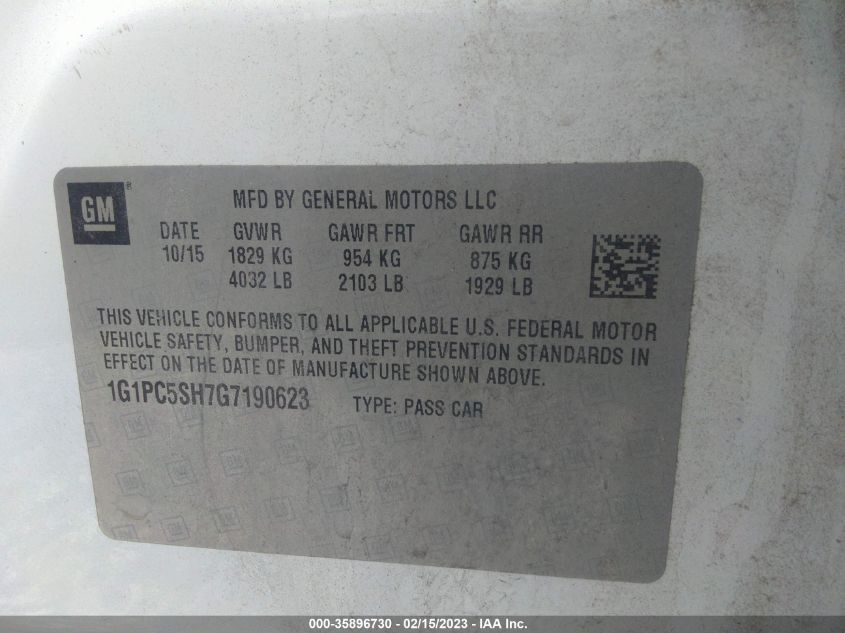 GM ®
MFD BY GENERAL MOTORS LLC
DATE GVWR GAWR FRT GAWR RR
10/15 1829 KG 954 KG 875 KG
4032 LB 2103 LB 1929 LB
THIS VEHICLE CONFORMS TO ALL APPLICABLE U.S. FEDERAL MOTOR
VEHICLE SAFETY, BUMPER, AND THEFT PREVENTION STANDARDS IN
EFFECT ON THE DATE OF MANUFACTURE SHOWN ABOVE.
1G1PC5SH7G7190623 TYPE: PASS CAR
000-35896730 - 02/15/2023 - IAA Inc.